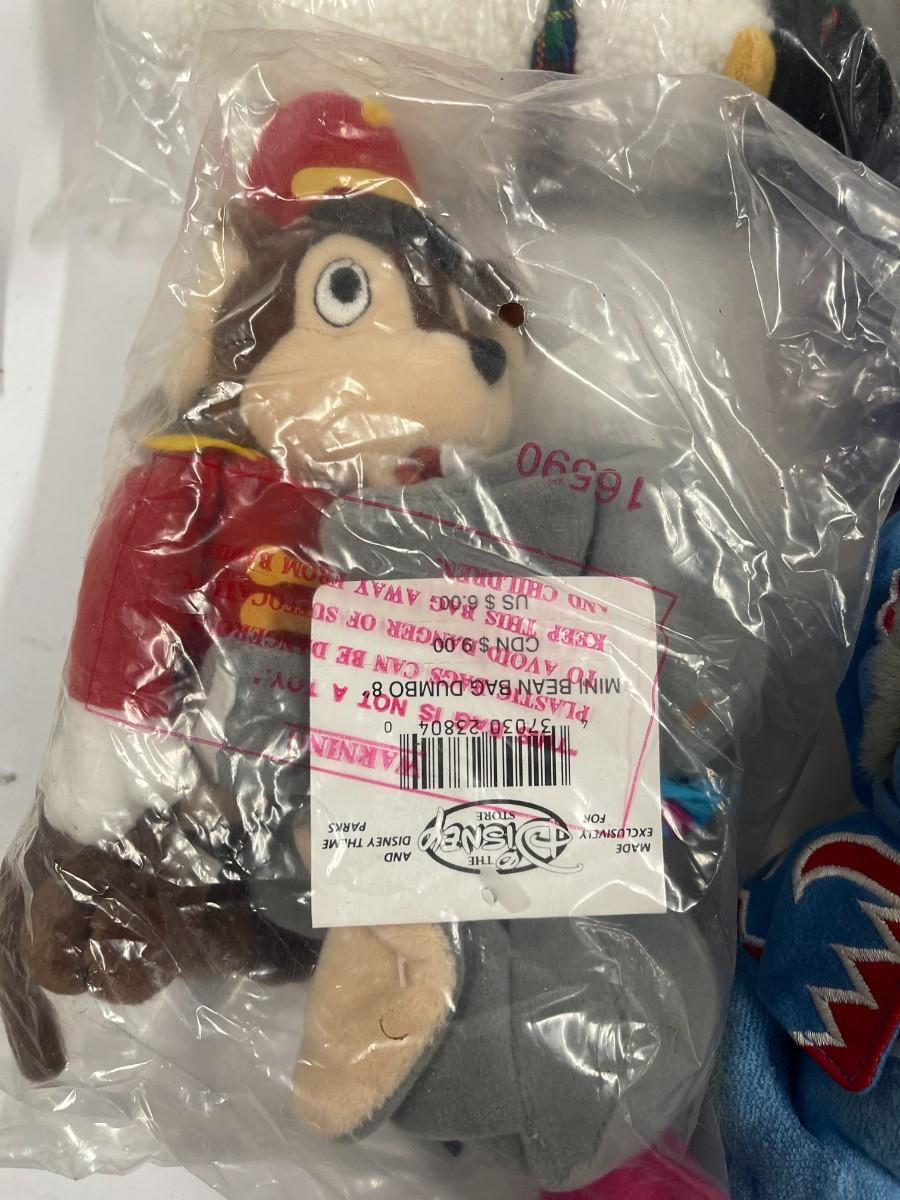 16590
WARNING:
"THIS BAG IS NOT A TOY."
PLASTIC BAGS CAN BE DANGEROUS
TO AVOID DANGER OF SUFFOCATION
KEEP THIS BAG AWAY FROM BABIES
AND CHILDREN
MADE
EXCLUSIVELY
FOR
THE
DISNEY
STORE
AND
DISNEY THEME
PARKS
4 37030 23804 0
MINI BEAN BAG DUMBO 8"
CDN $ 9.00
US $ 6.00